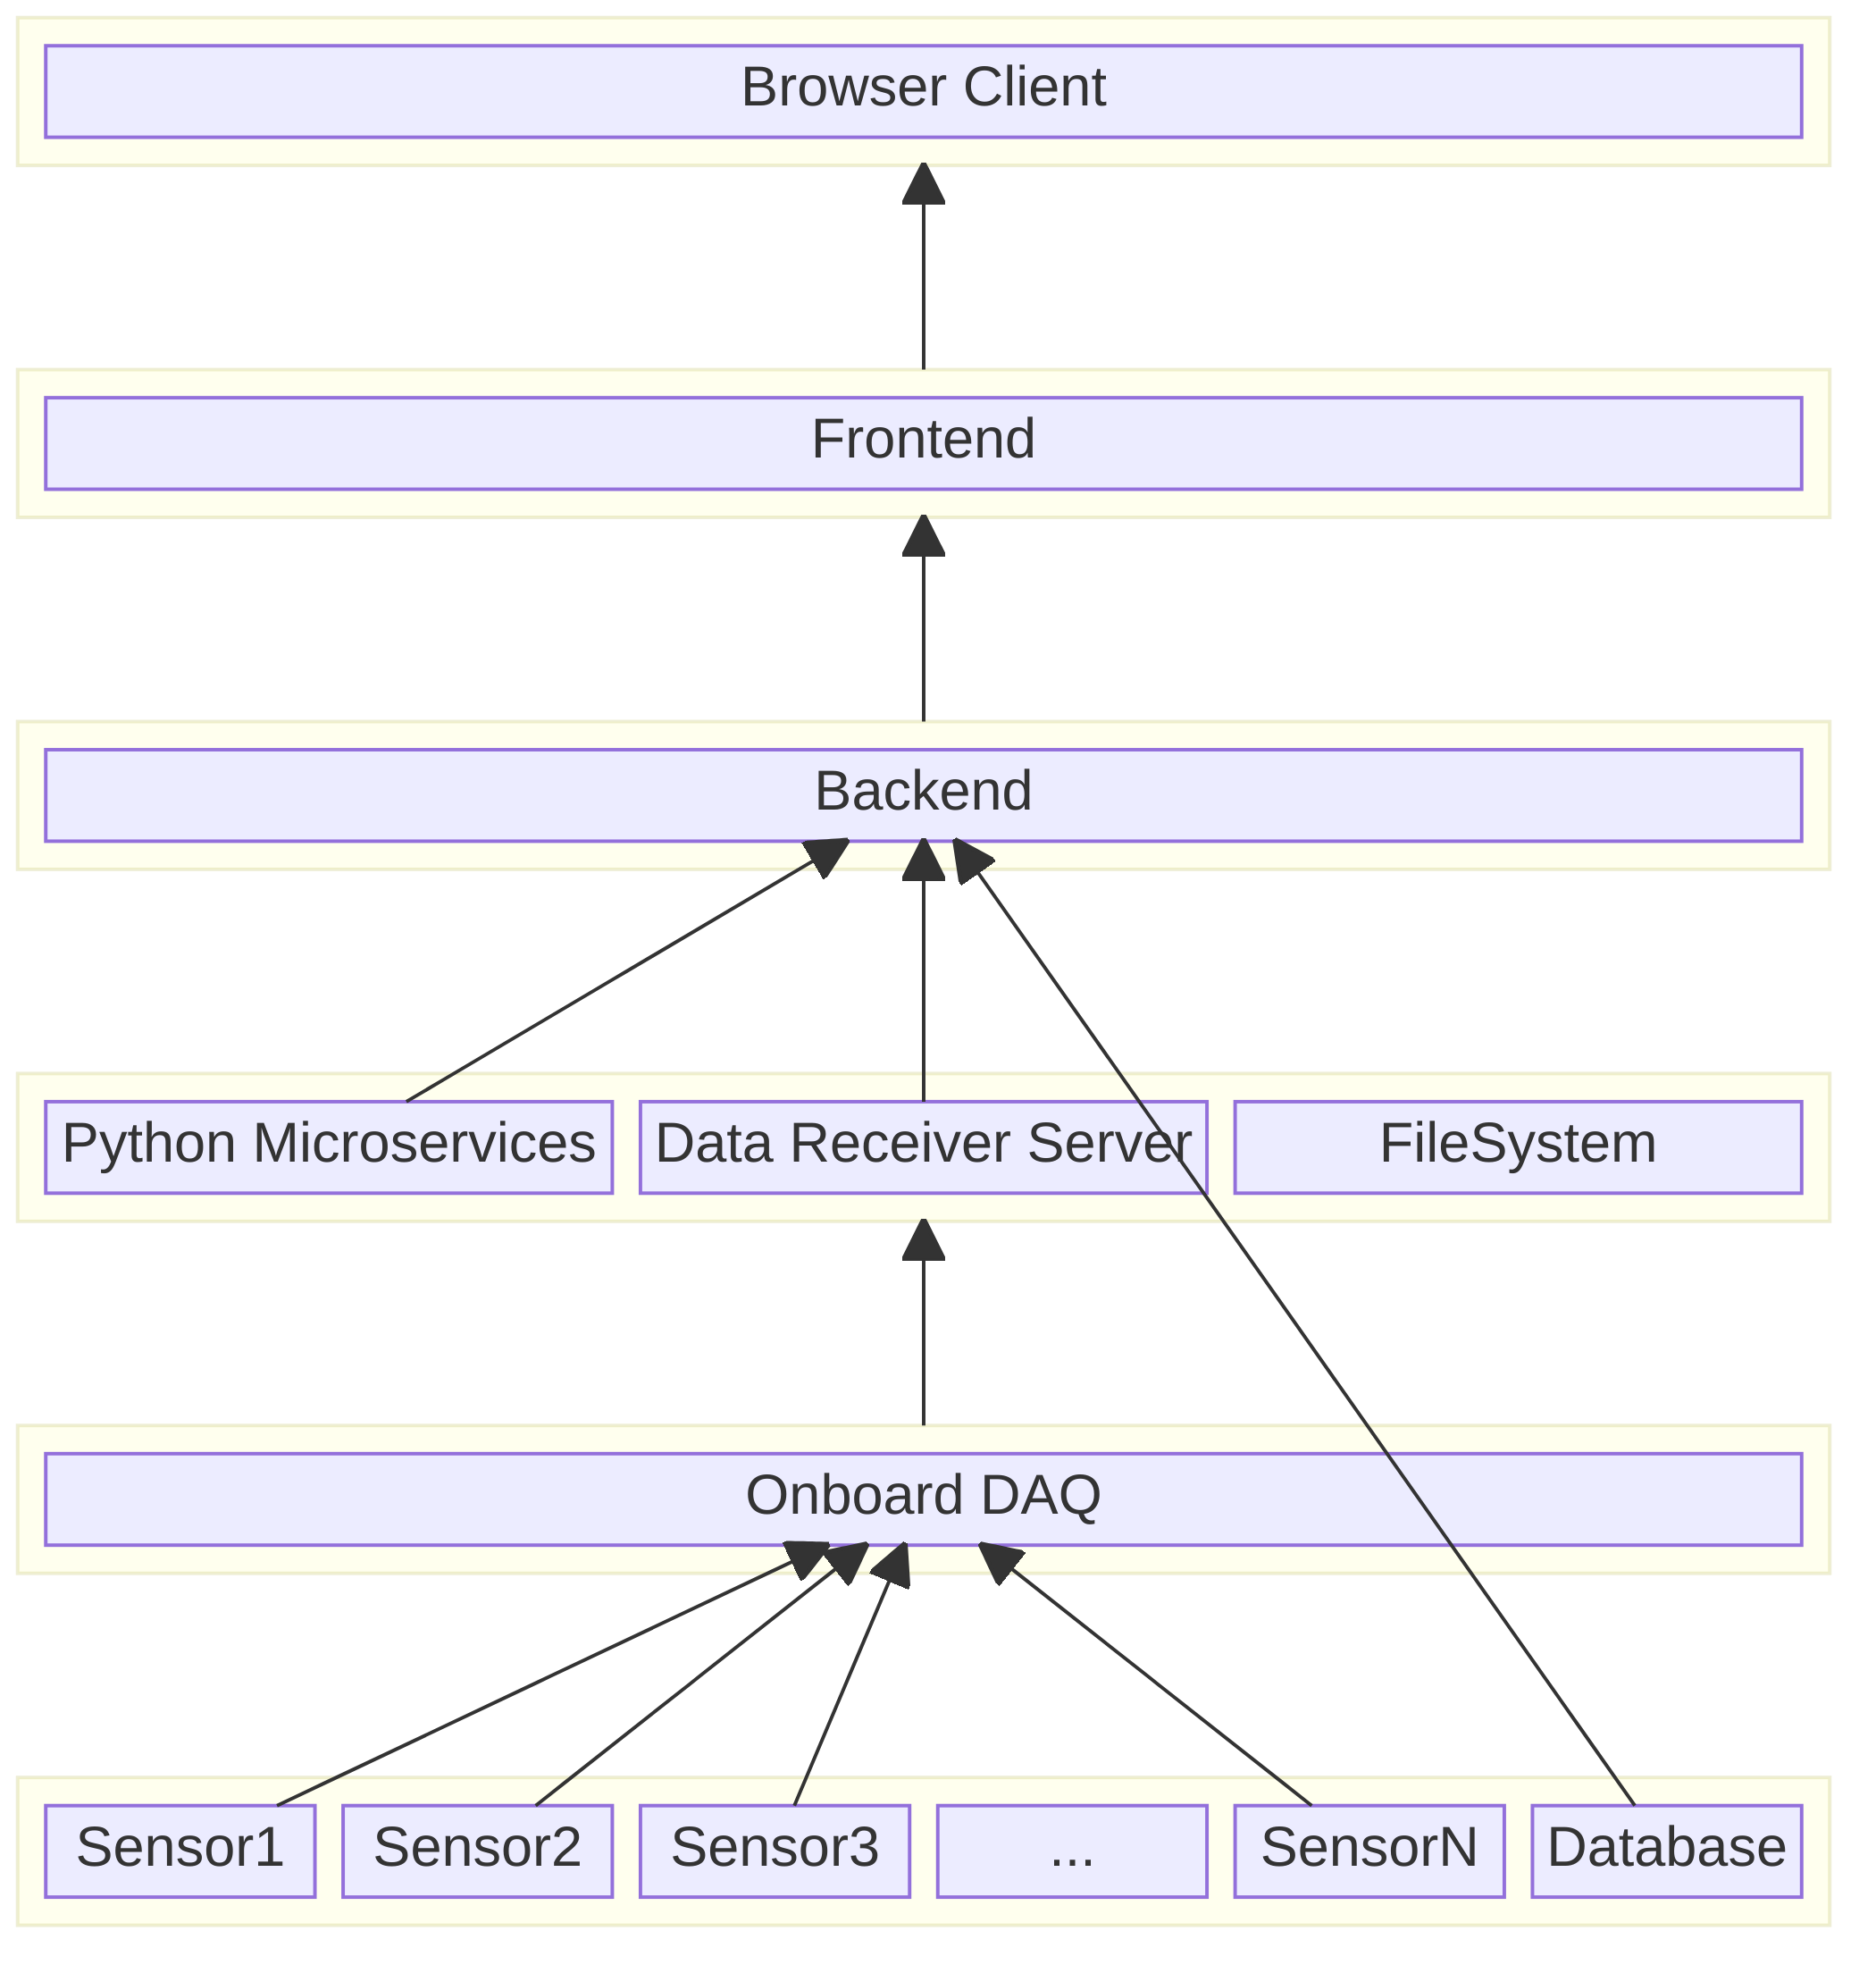 Browser Client
Frontend
Backend
Python Microservices
Data Receiver Server
FileSystem
Onboard DAQ
Sensor1
Sensor2
Sensor3
...
SensorN
Database